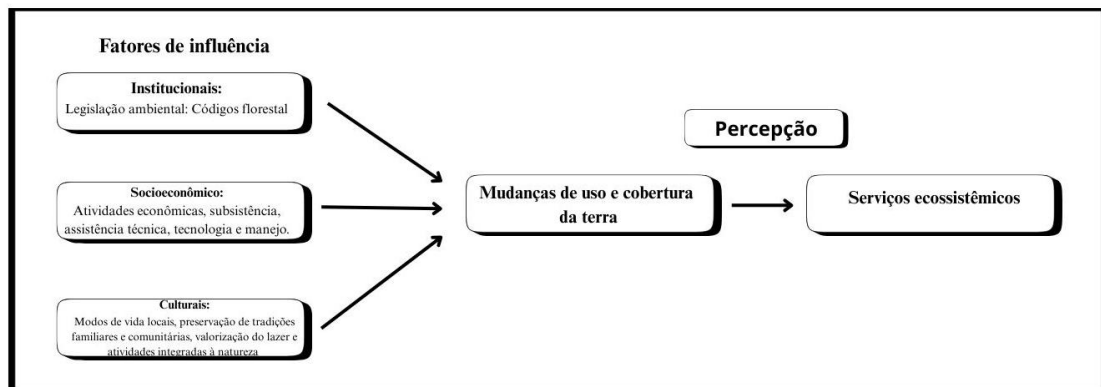 Fatores de influência
Institucionais:
Legislação ambiental: Códigos florestal
Socioeconômico:
Atividades econômicas, subsistência,
assistência técnica, tecnologia e manejo.
Culturais:
Modos de vida locais, preservação de tradições
familiares e comunitárias, valorização do lazer e
atividades integradas à natureza
Mudanças de uso e cobertura
da terra
Percepção
Serviços ecossistêmicos